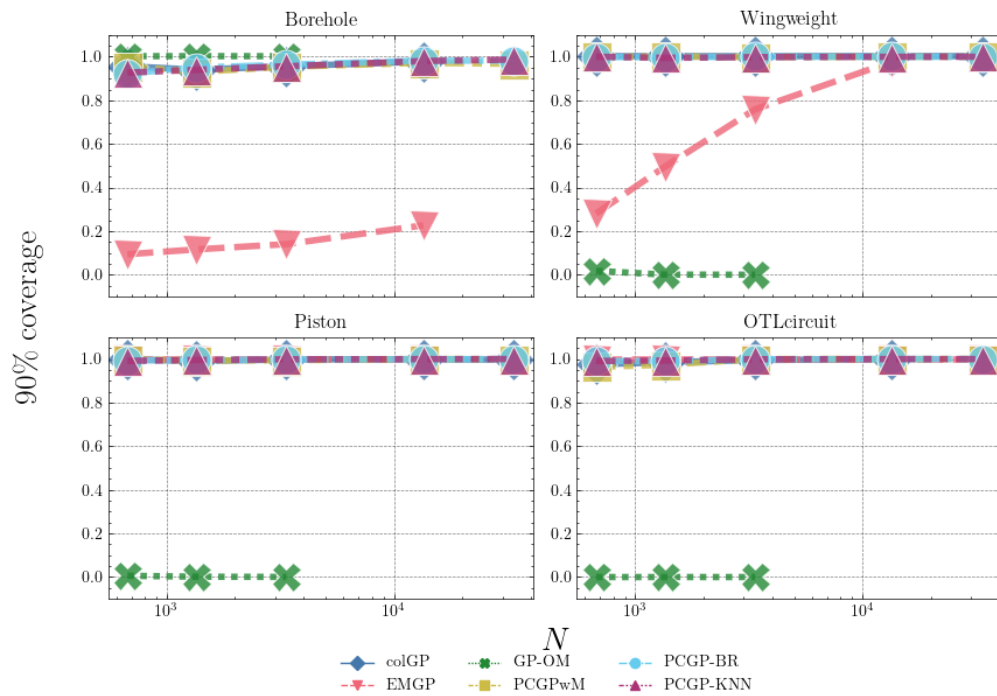 Borehole
Wingweight
1.0
0.8
0.6
0.4
0.2
0.0
1.0
0.8
0.6
0.4
0.2
0.0
90% coverage
Piston
OTLcircuit
1.0
0.8
0.6
0.4
0.2
0.0
1.0
0.8
0.6
0.4
0.2
0.0
10³ 10⁴ 10³ 10⁴
N
colGP GP-OM PCGP-BR
EMGP PCGPwM PCGP-KNN